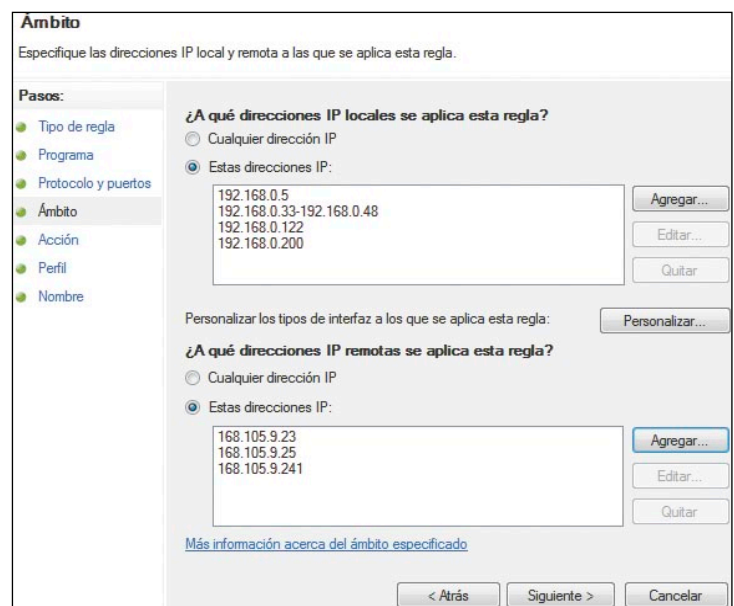 Ámbito
Especifique las direcciones IP local y remota a las que se aplica esta regla.
Pasos:
Tipo de regla
Programa
Protocolo y puertos
Ámbito
Acción
Perfil
Nombre
¿A qué direcciones IP locales se aplica esta regla?
Cualquier dirección IP
Estas direcciones IP:
192.168.0.5
192.168.0.33-192.168.0.48
192.168.0.122
192.168.0.200
Agregar...
Editar...
Quitar
Personalizar los tipos de interfaz a los que se aplica esta regla:
Personalizar...
¿A qué direcciones IP remotas se aplica esta regla?
Cualquier dirección IP
Estas direcciones IP:
168.105.9.23
168.105.9.25
168.105.9.241
Agregar...
Editar...
Quitar
Más información acerca del ámbito especificado
< Atrás
Siguiente >
Cancelar